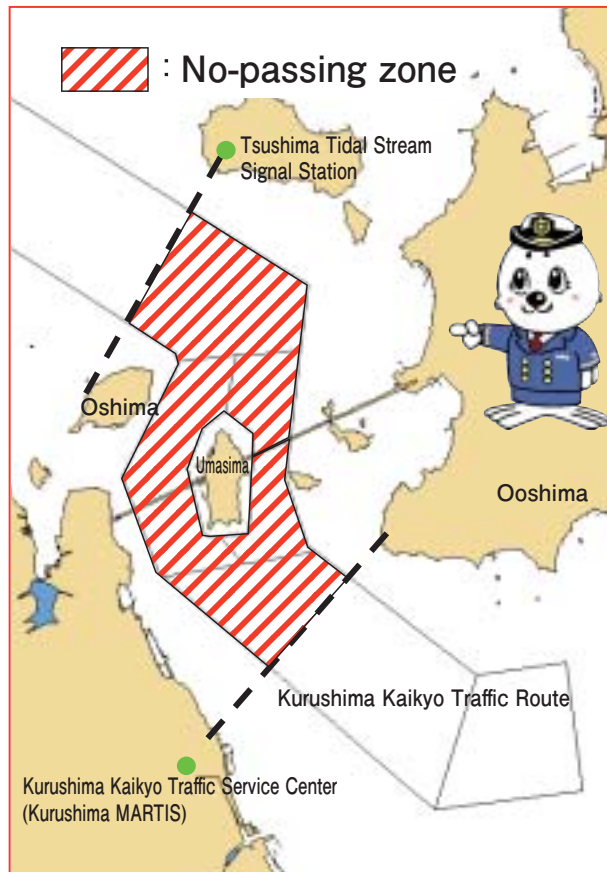 : No-passing zone
Tsushima Tidal Stream
Signal Station
Oshima
Umasima
Ooshima
Kurushima Kaikyo Traffic Route
Kurushima Kaikyo Traffic Service Center
(Kurushima MARTIS)